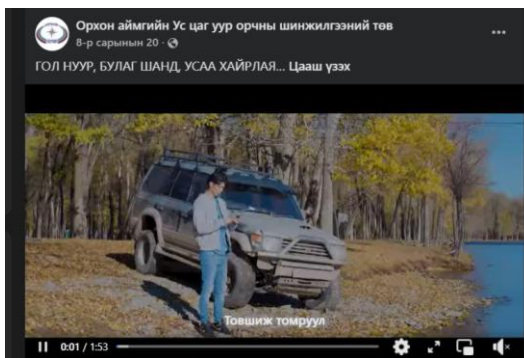 Орхон аймгийн Ус цаг уур орчны шинжилгээний төв
8-р сарынын 20
ГОЛ НУУР, БУЛАГ ШАНД, УСАА ХАЙРЛАЯ... Цааш үзэх
Товшиж томруул
0:01 / 1:53